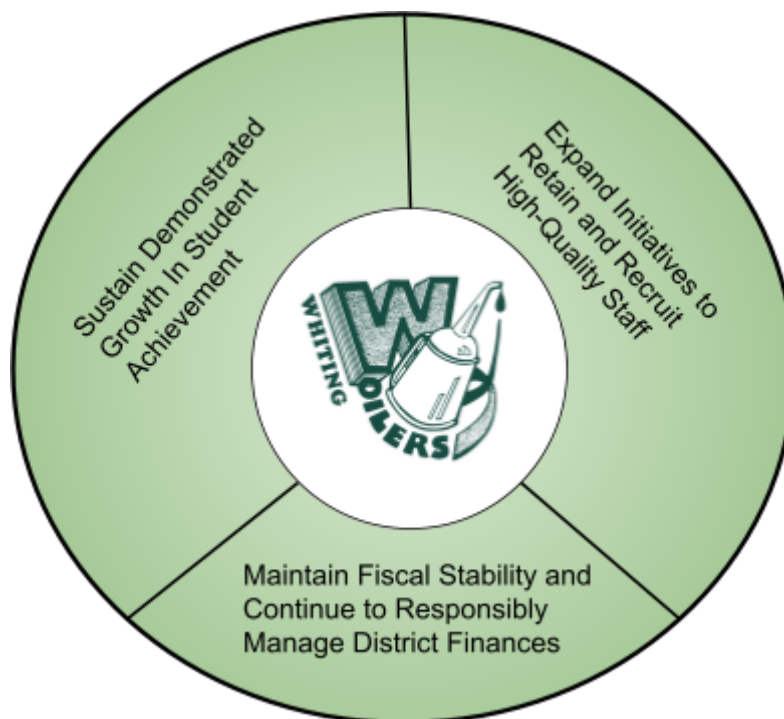 Sustain Demonstrated
Growth In Student
Achievement
Expand Initiatives to
Retain and Recruit
High-Quality Staff
W
WHITING
OILERS
Maintain Fiscal Stability and
Continue to Responsibly
Manage District Finances